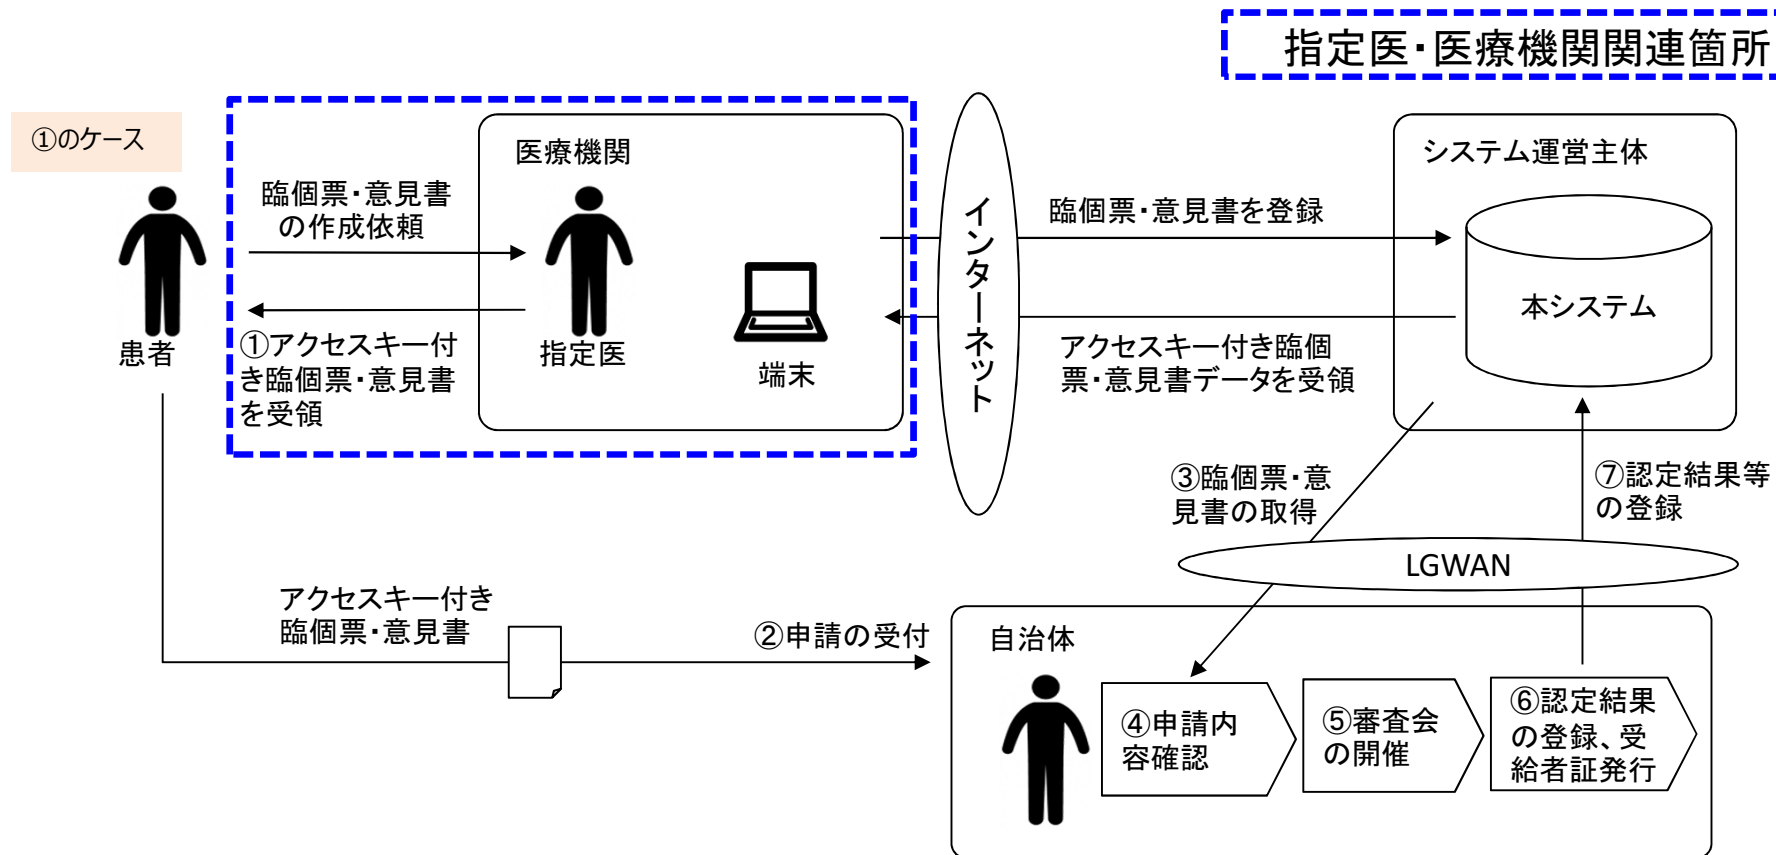 指定医・医療機関関連箇所
①のケース
患者
臨個票・意見書
の作成依頼
①アクセスキー付
き臨個票・意見書
を受領
医療機関
指定医
端末
インターネット
臨個票・意見書を登録
アクセスキー付き臨個
票・意見書データを受領
システム運営主体
本システム
③臨個票・意
見書の取得
⑦認定結果等
の登録
LGWAN
アクセスキー付き
臨個票・意見書
②申請の受付
自治体
④申請内
容確認
⑤審査会
の開催
⑥認定結果
の登録、受
給者証発行